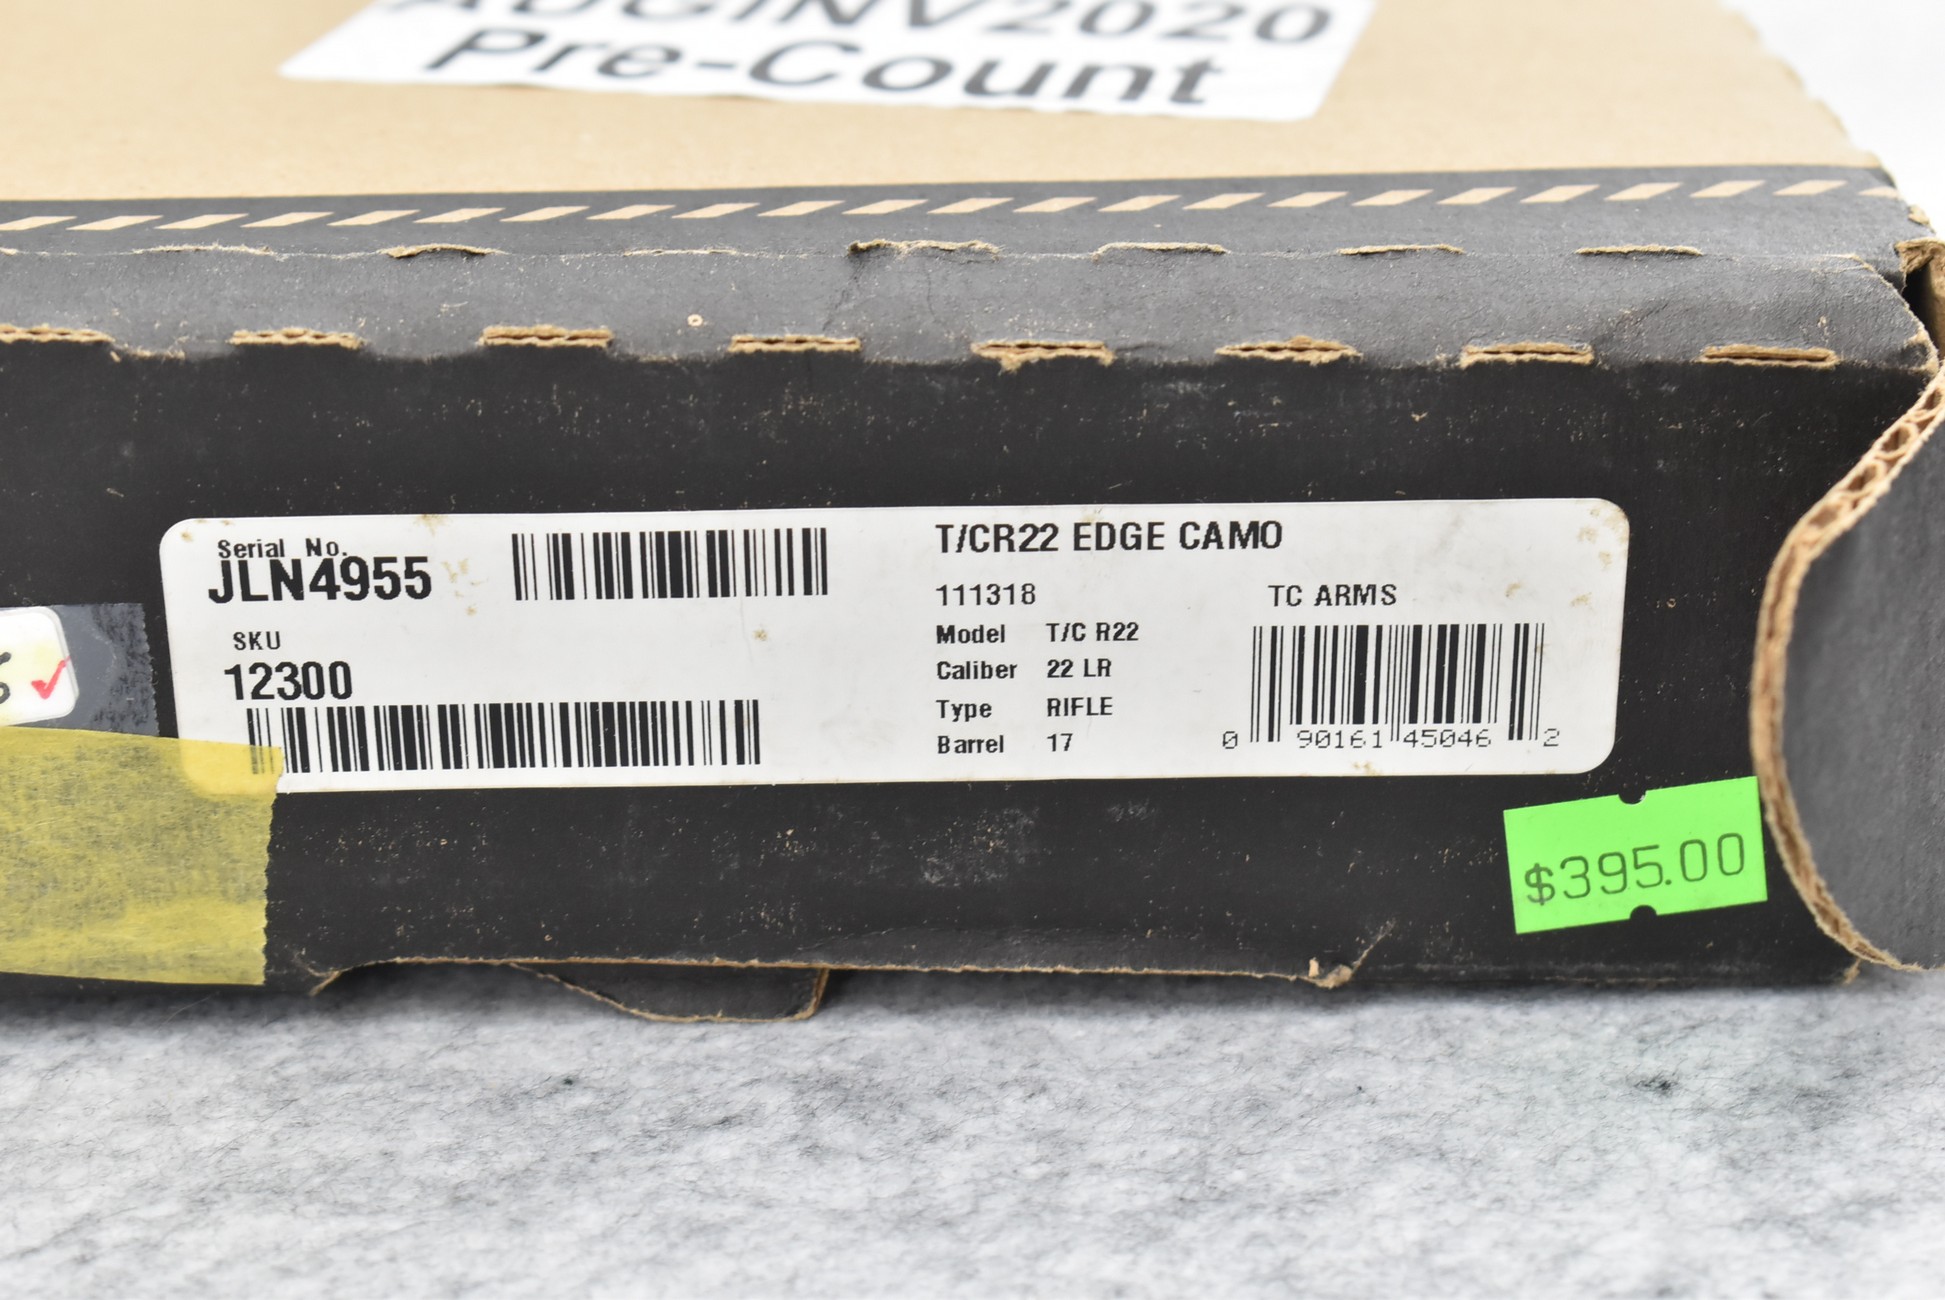 Pre-Count
Serial No.
JLN4955
SKU
12300
T/CR22 EDGE CAMO
111318
TC ARMS
Model T/C R22
Caliber 22 LR
Type RIFLE
Barrel 17
0 90161 45046 2
$395.00